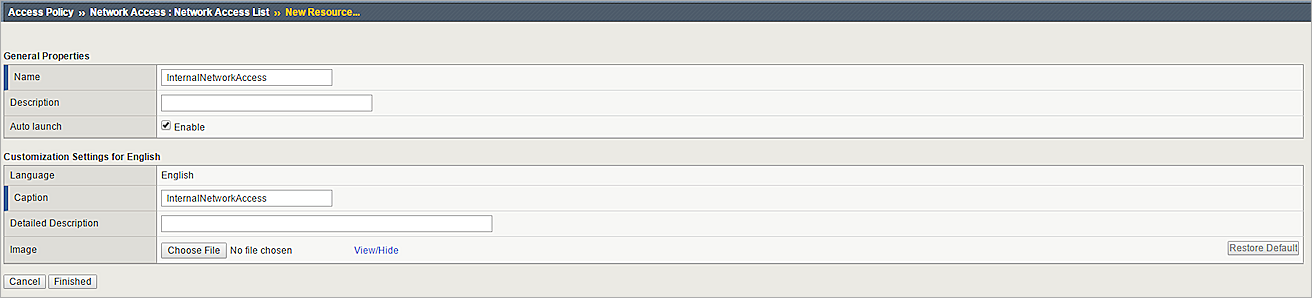 Access Policy ›› Network Access : Network Access List ›› New Resource...
General Properties
Name InternalNetworkAccess
Description
Auto launch Enable
Customization Settings for English
Language English
Caption InternalNetworkAccess
Detailed Description
Image Choose File No file chosen View/Hide Restore Default
Cancel Finished